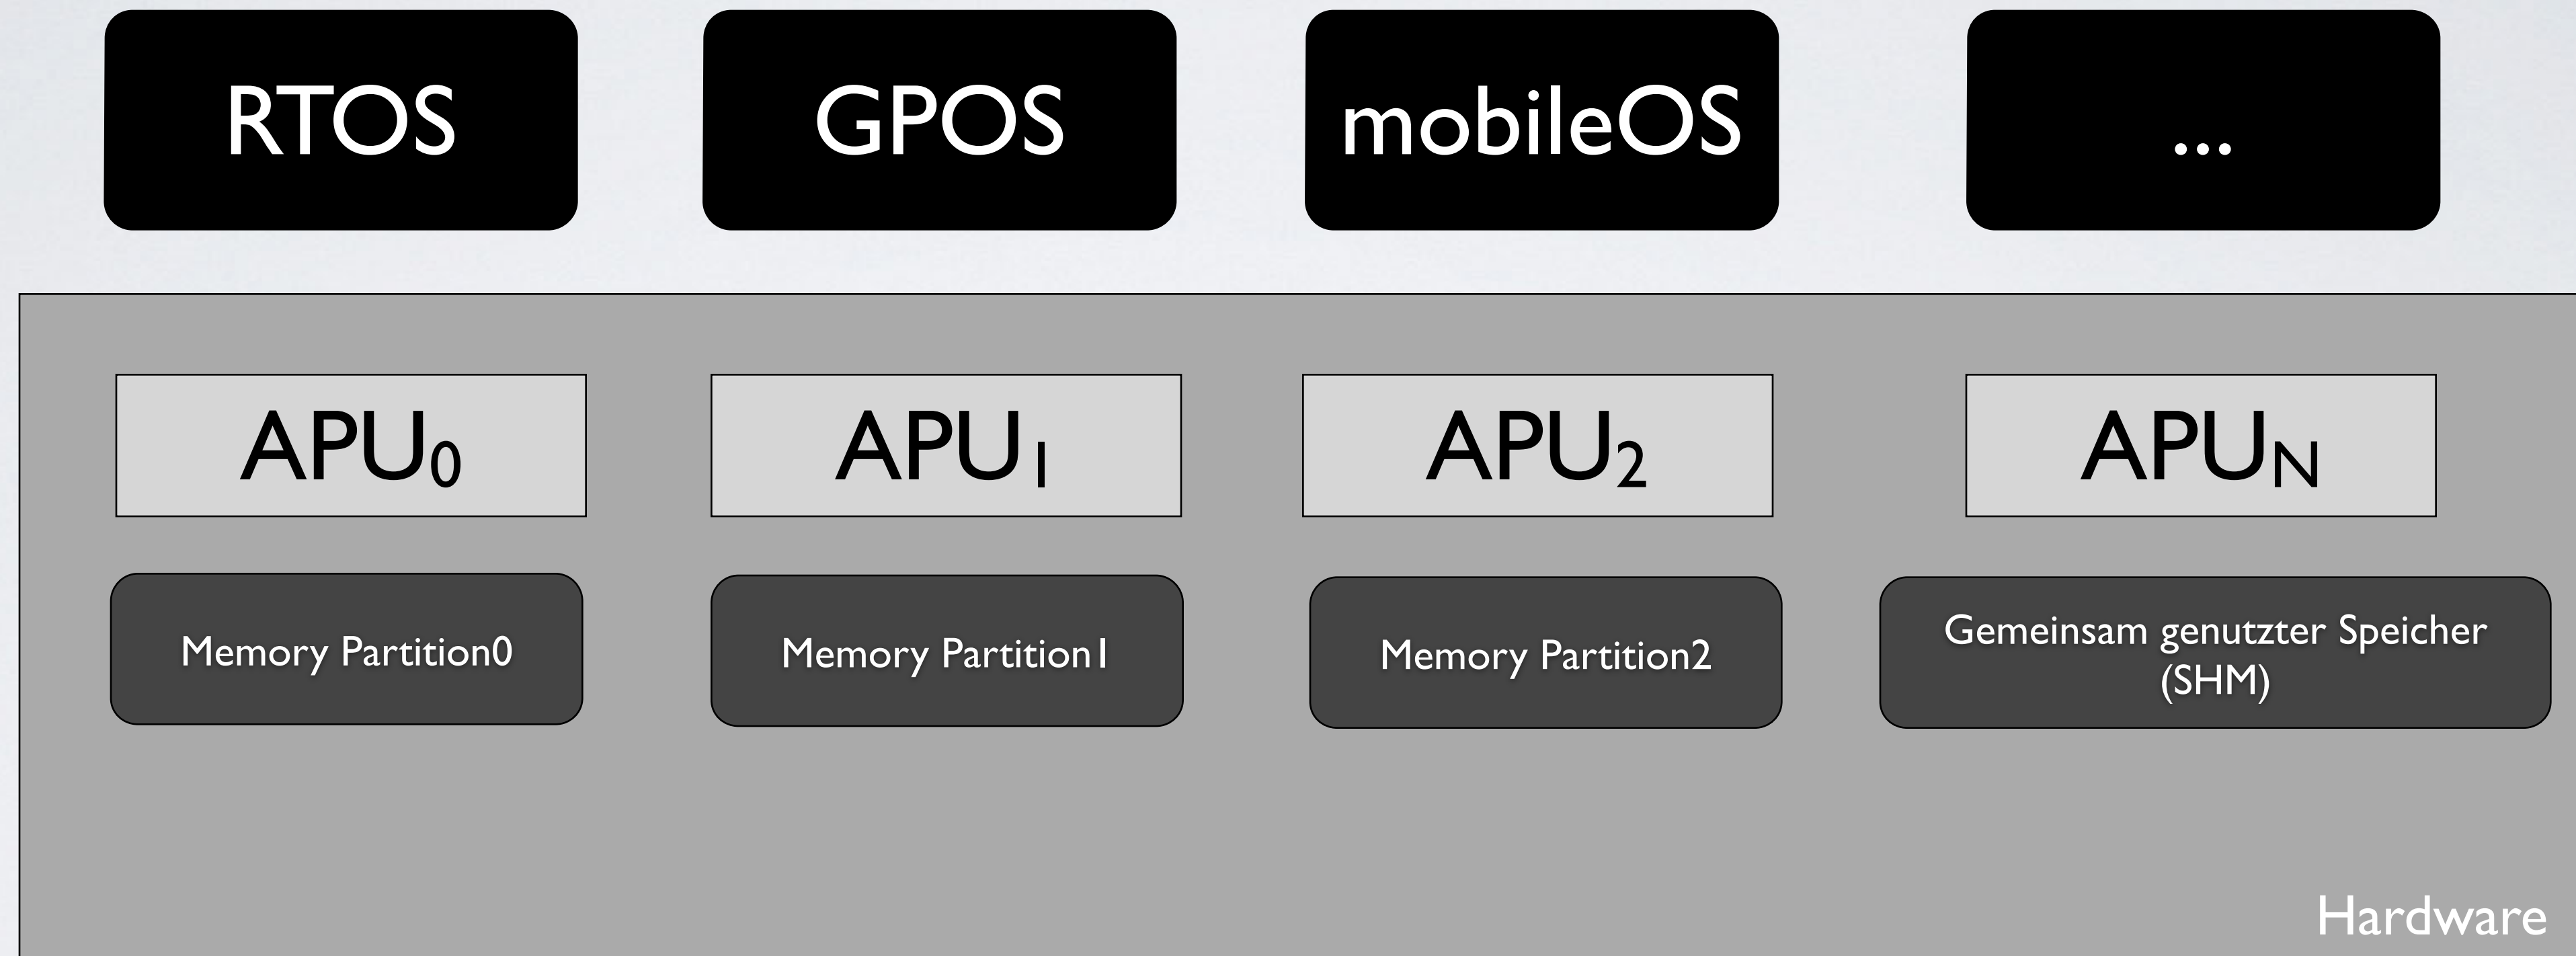 RTOS
GPOS
mobileOS
...
APU0
APU1
APU2
APUN
Memory Partition0
Memory Partition1
Memory Partition2
Gemeinsam genutzter Speicher
(SHM)
Hardware